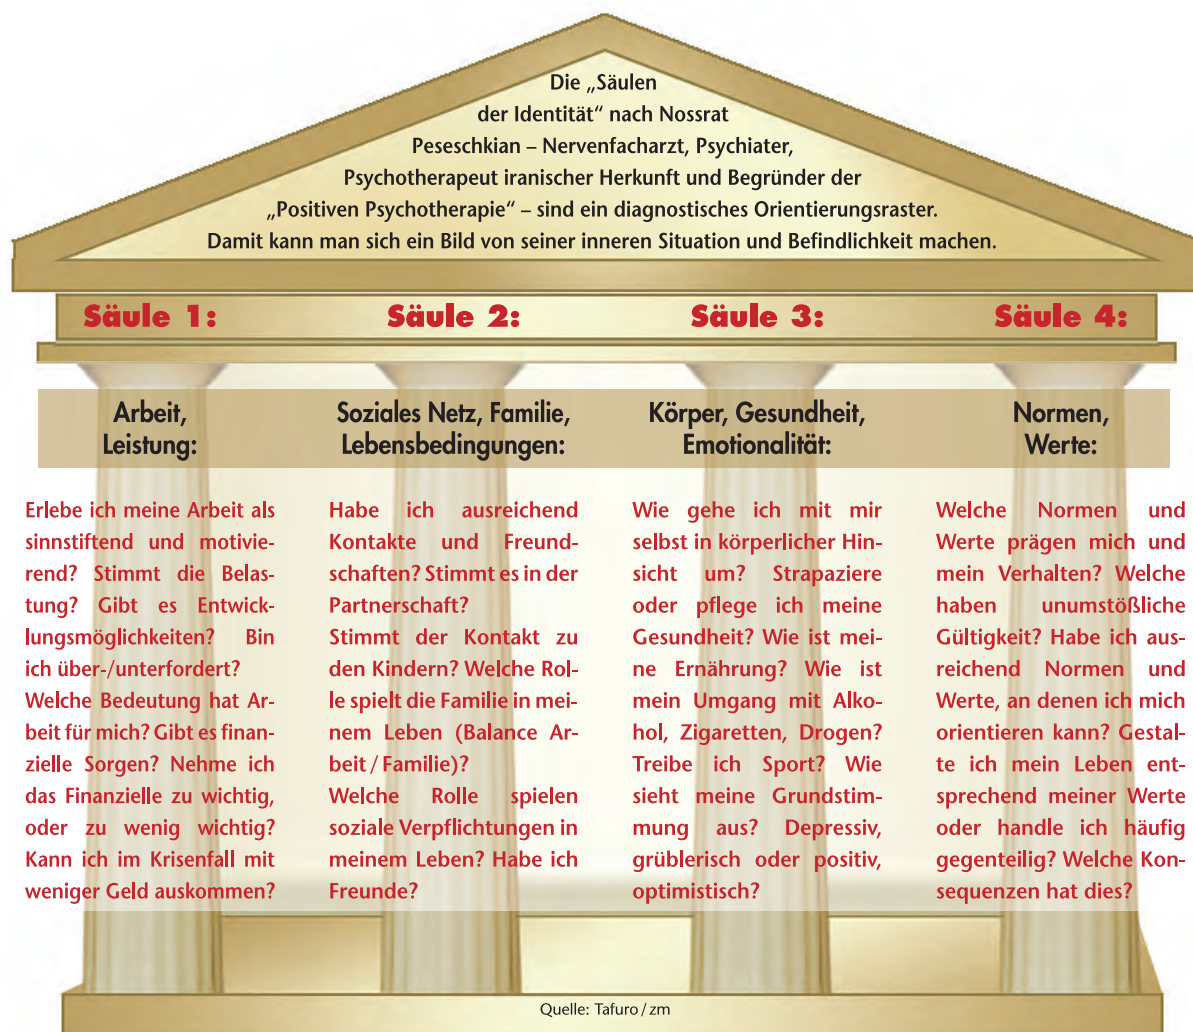 Die „Säulen
der Identität“ nach Nossrat
Peseschkian – Nervenfacharzt, Psychiater,
Psychotherapeut iranischer Herkunft und Begründer der
„Positiven Psychotherapie“ – sind ein diagnostisches Orientierungsraster.
Damit kann man sich ein Bild von seiner inneren Situation und Befindlichkeit machen.
Säule 1:
Arbeit,
Leistung:
Erlebe ich meine Arbeit als
sinnstiftend und motivie-
rend? Stimmt die Belas-
tung? Gibt es Entwick-
lungsmöglichkeiten? Bin
ich über-/unterfordert?
Welche Bedeutung hat Ar-
beit für mich? Gibt es finan-
zielle Sorgen? Nehme ich
das Finanzielle zu wichtig,
oder zu wenig wichtig?
Kann ich im Krisenfall mit
weniger Geld auskommen?
Säule 2:
Soziales Netz, Familie,
Lebensbedingungen:
Habe ich ausreichend
Kontakte und Freund-
schaften? Stimmt es in der
Partnerschaft?
Stimmt der Kontakt zu
den Kindern? Welche Rol-
le spielt die Familie in mei-
nem Leben (Balance Ar-
beit / Familie)?
Welche Rolle spielen
soziale Verpflichtungen in
meinem Leben? Habe ich
Freunde?
Säule 3:
Körper, Gesundheit,
Emotionalität:
Wie gehe ich mit mir
selbst in körperlicher Hin-
sicht um? Strapaziere
oder pflege ich meine
Gesundheit? Wie ist mei-
ne Ernährung? Wie ist
mein Umgang mit Alko-
hol, Zigaretten, Drogen?
Treibe ich Sport? Wie
sieht meine Grundstim-
mung aus? Depressiv,
grüblerisch oder positiv,
optimistisch?
Säule 4:
Normen,
Werte:
Welche Normen und
Werte prägen mich und
mein Verhalten? Welche
haben unumstößliche
Gültigkeit? Habe ich aus-
reichend Normen und
Werte, an denen ich mich
orientieren kann? Gestal-
te ich mein Leben ent-
sprechend meiner Werte
oder handle ich häufig
gegenteilig? Welche Kon-
sequenzen hat dies?
Quelle: Tafuro / zm